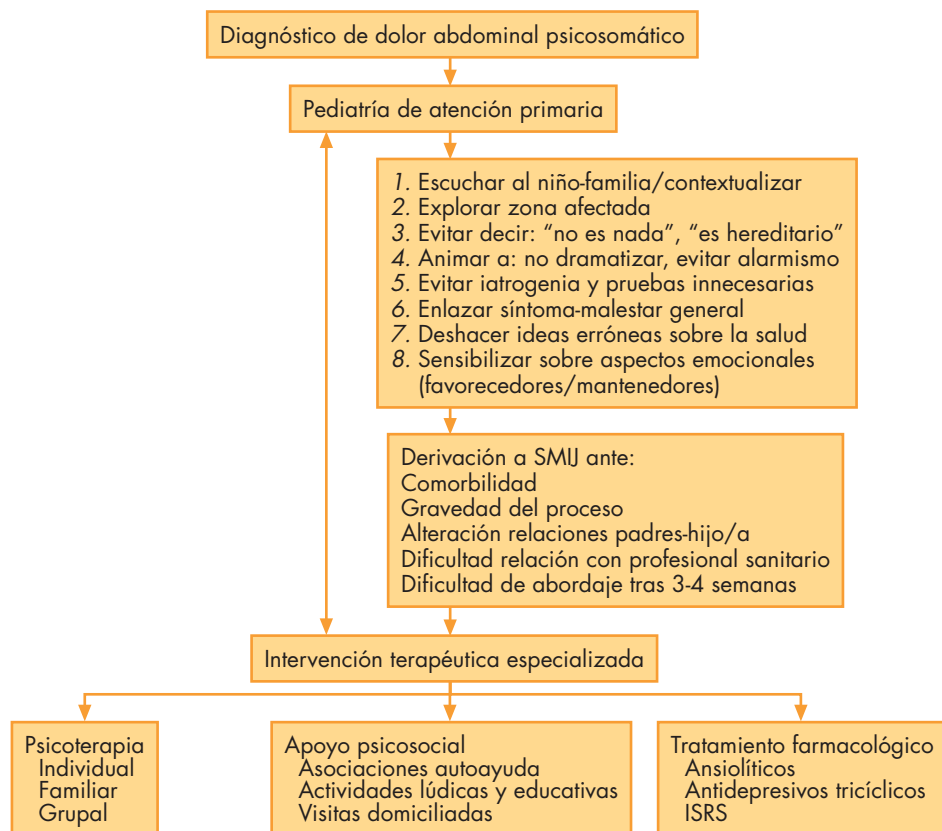 Diagnóstico de dolor abdominal psicosomático
Pediatría de atención primaria
1. Escuchar al niño-familia/contextualizar
2. Explorar zona afectada
3. Evitar decir: “no es nada”, “es hereditario”
4. Animar a: no dramatizar, evitar alarmismo
5. Evitar iatrogenia y pruebas innecesarias
6. Enlazar síntoma-malestar general
7. Deshacer ideas erróneas sobre la salud
8. Sensibilizar sobre aspectos emocionales
(favorecedores/mantenedores)
Derivación a SMIJ ante:
Comorbilidad
Gravedad del proceso
Alteración relaciones padres-hijo/a
Dificultad relación con profesional sanitario
Dificultad de abordaje tras 3-4 semanas
Intervención terapéutica especializada
Psicoterapia
Individual
Familiar
Grupal
Apoyo psicosocial
Asociaciones autoayuda
Actividades lúdicas y educativas
Visitas domiciliadas
Tratamiento farmacológico
Ansiolíticos
Antidepresivos tricíclicos
ISRS